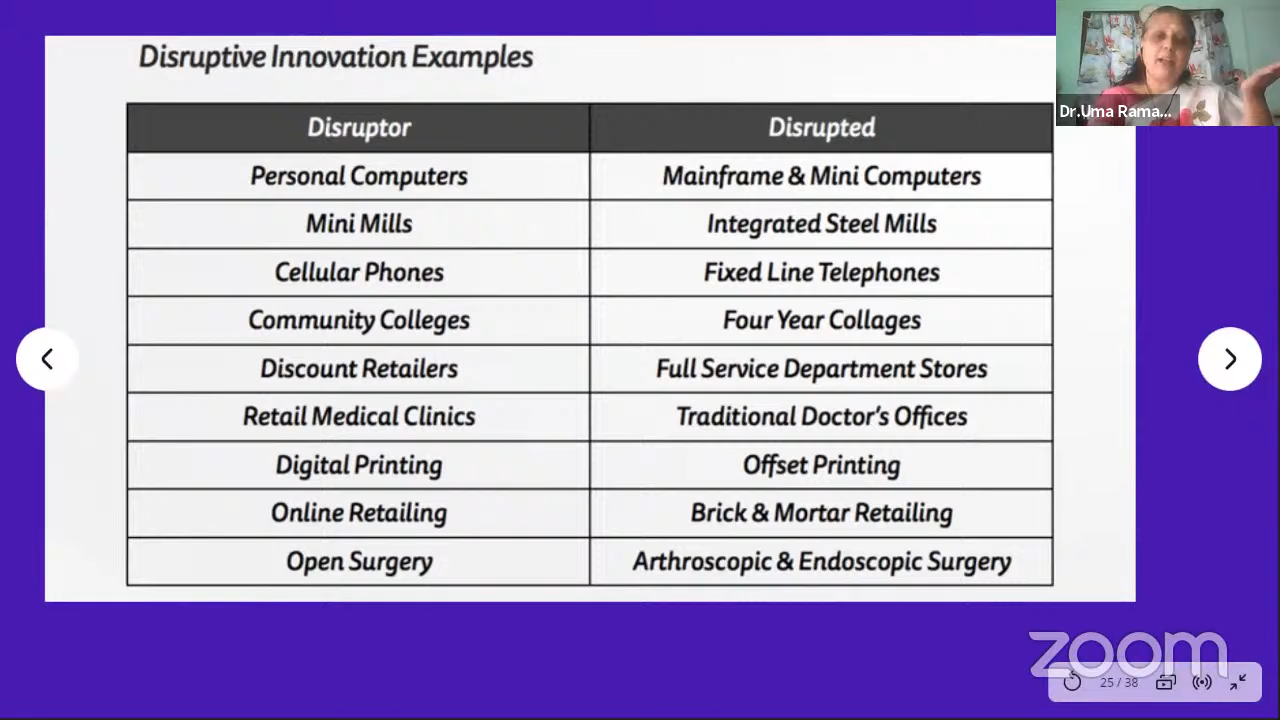 Disruptive Innovation Examples
Disruptor Disrupted
Personal Computers Mainframe & Mini Computers
Mini Mills Integrated Steel Mills
Cellular Phones Fixed Line Telephones
Community Colleges Four Year Collages
Discount Retailers Full Service Department Stores
Retail Medical Clinics Traditional Doctor's Offices
Digital Printing Offset Printing
Online Retailing Brick & Mortar Retailing
Open Surgery Arthroscopic & Endoscopic Surgery
Dr.Uma Rama...
zoom
25 / 38